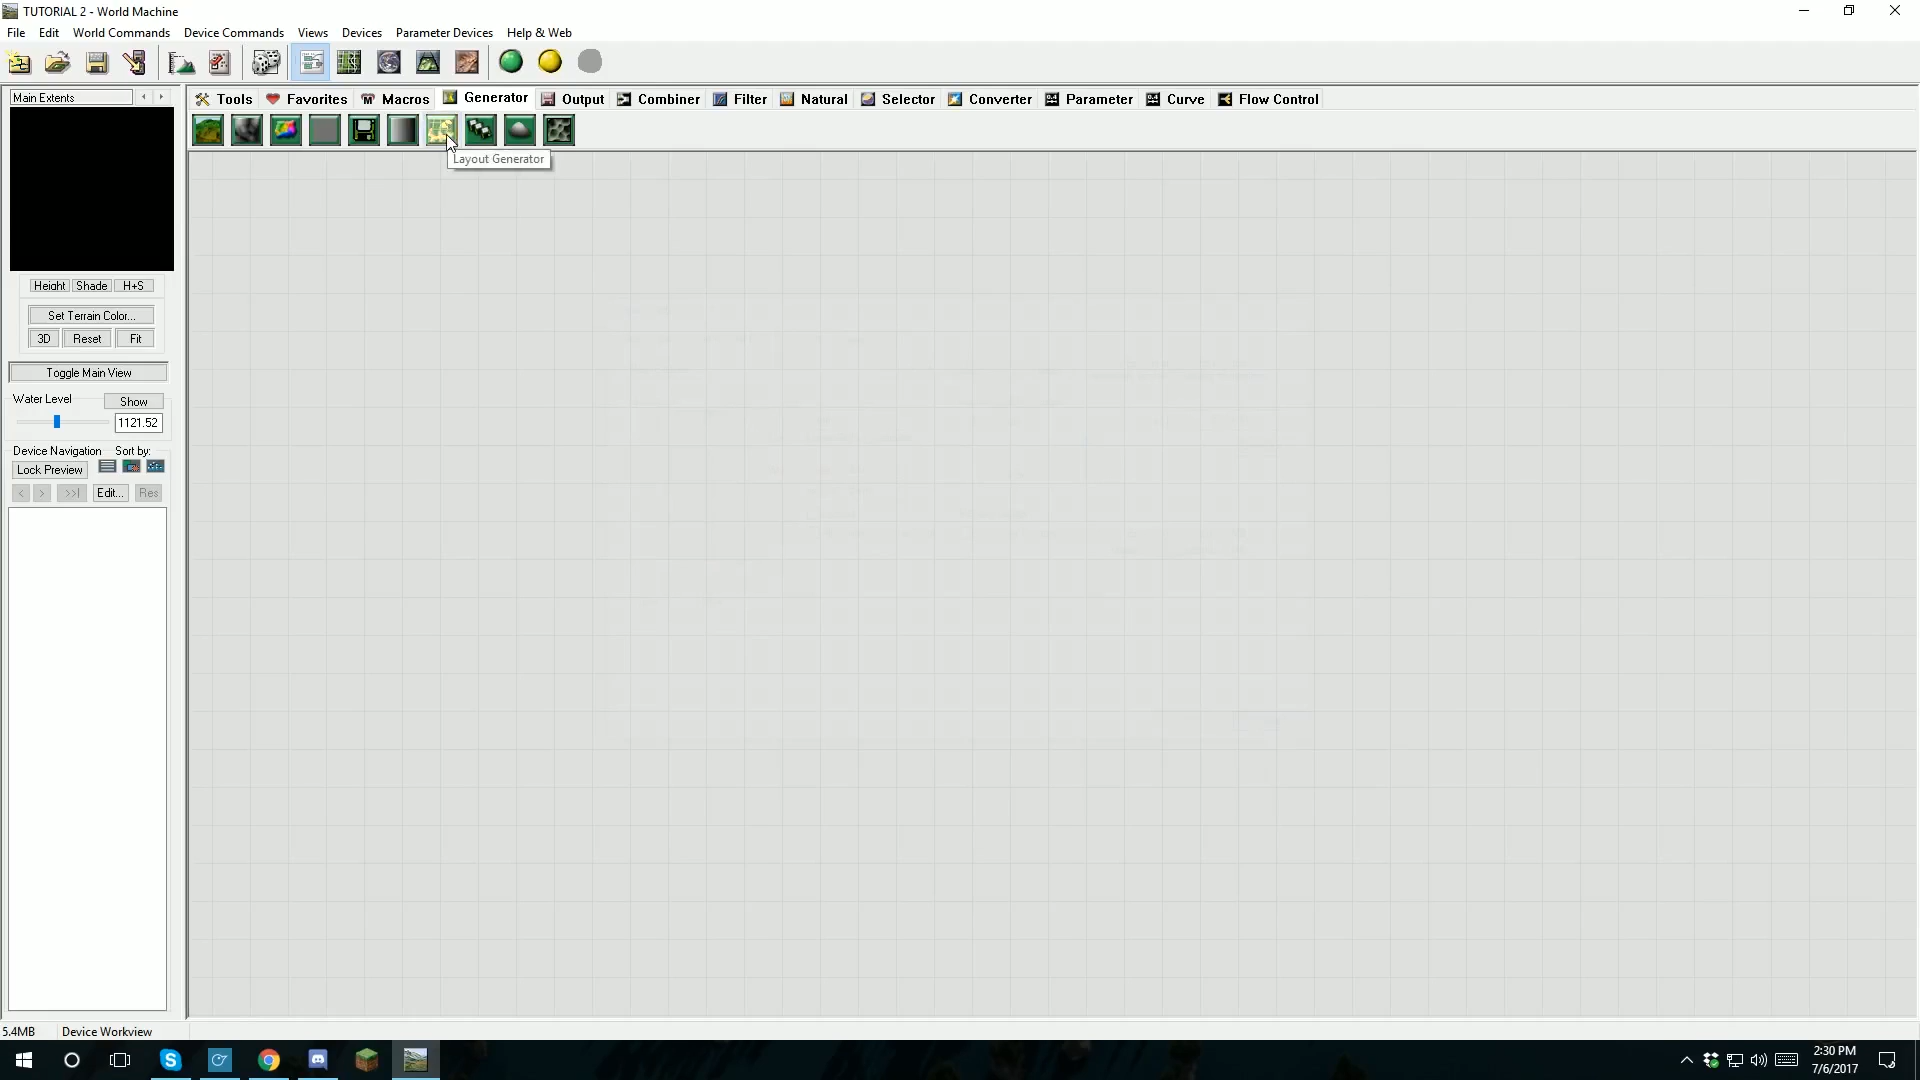 TUTORIAL 2 - World Machine
File Edit World Commands Device Commands Views Devices Parameter Devices Help & Web
Main Extents
Tools Favorites Macros Generator Output Combiner Filter Natural Selector Converter Parameter Curve Flow Control
Layout Generator
Height Shade H+S
Set Terrain Color...
3D Reset Fit
Toggle Main View
Water Level Show
1121.52
Device Navigation Sort by:
Lock Preview
< > >>| Edit... Res
5.4MB Device Workview
2:30 PM
7/6/2017